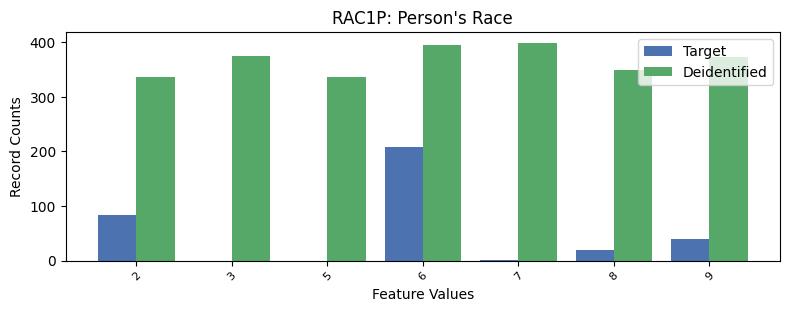 RAC1P: Person's Race
Target
Deidentified
Record Counts
400
300
200
100
0
2 3 5 6 7 8 9
Feature Values